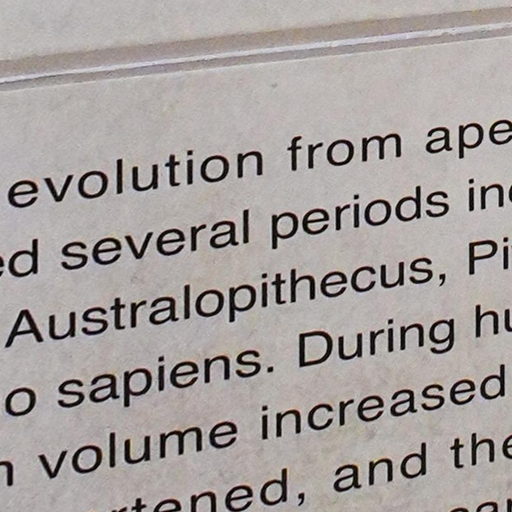 evolution from ape
ed several periods in
Australopithecus, Pi
o sapiens. During hu
n volume increased
rtened, and the